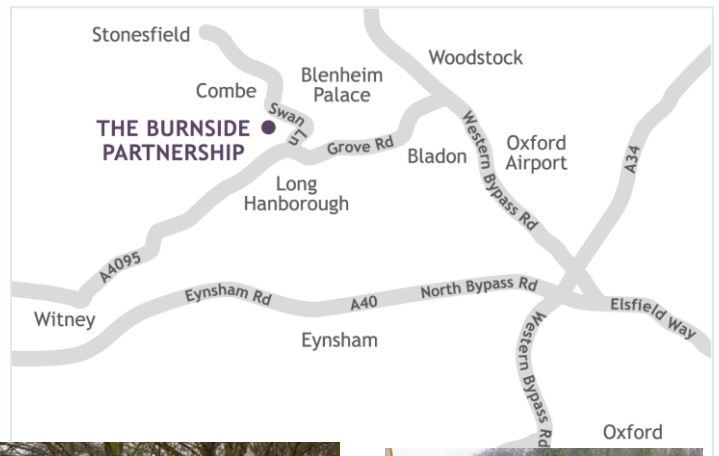 Stonesfield
Woodstock
Combe
Blenheim
Palace
Swan
Ln
THE BURNSIDE
PARTNERSHIP
Grove Rd
Bladon
Western Bypass Rd
Oxford
Airport
A34
Long
Hanborough
A4095
Eynsham Rd
A40
North Bypass Rd
Elsfield Way
Witney
Eynsham
Western Bypass Rd
Oxford